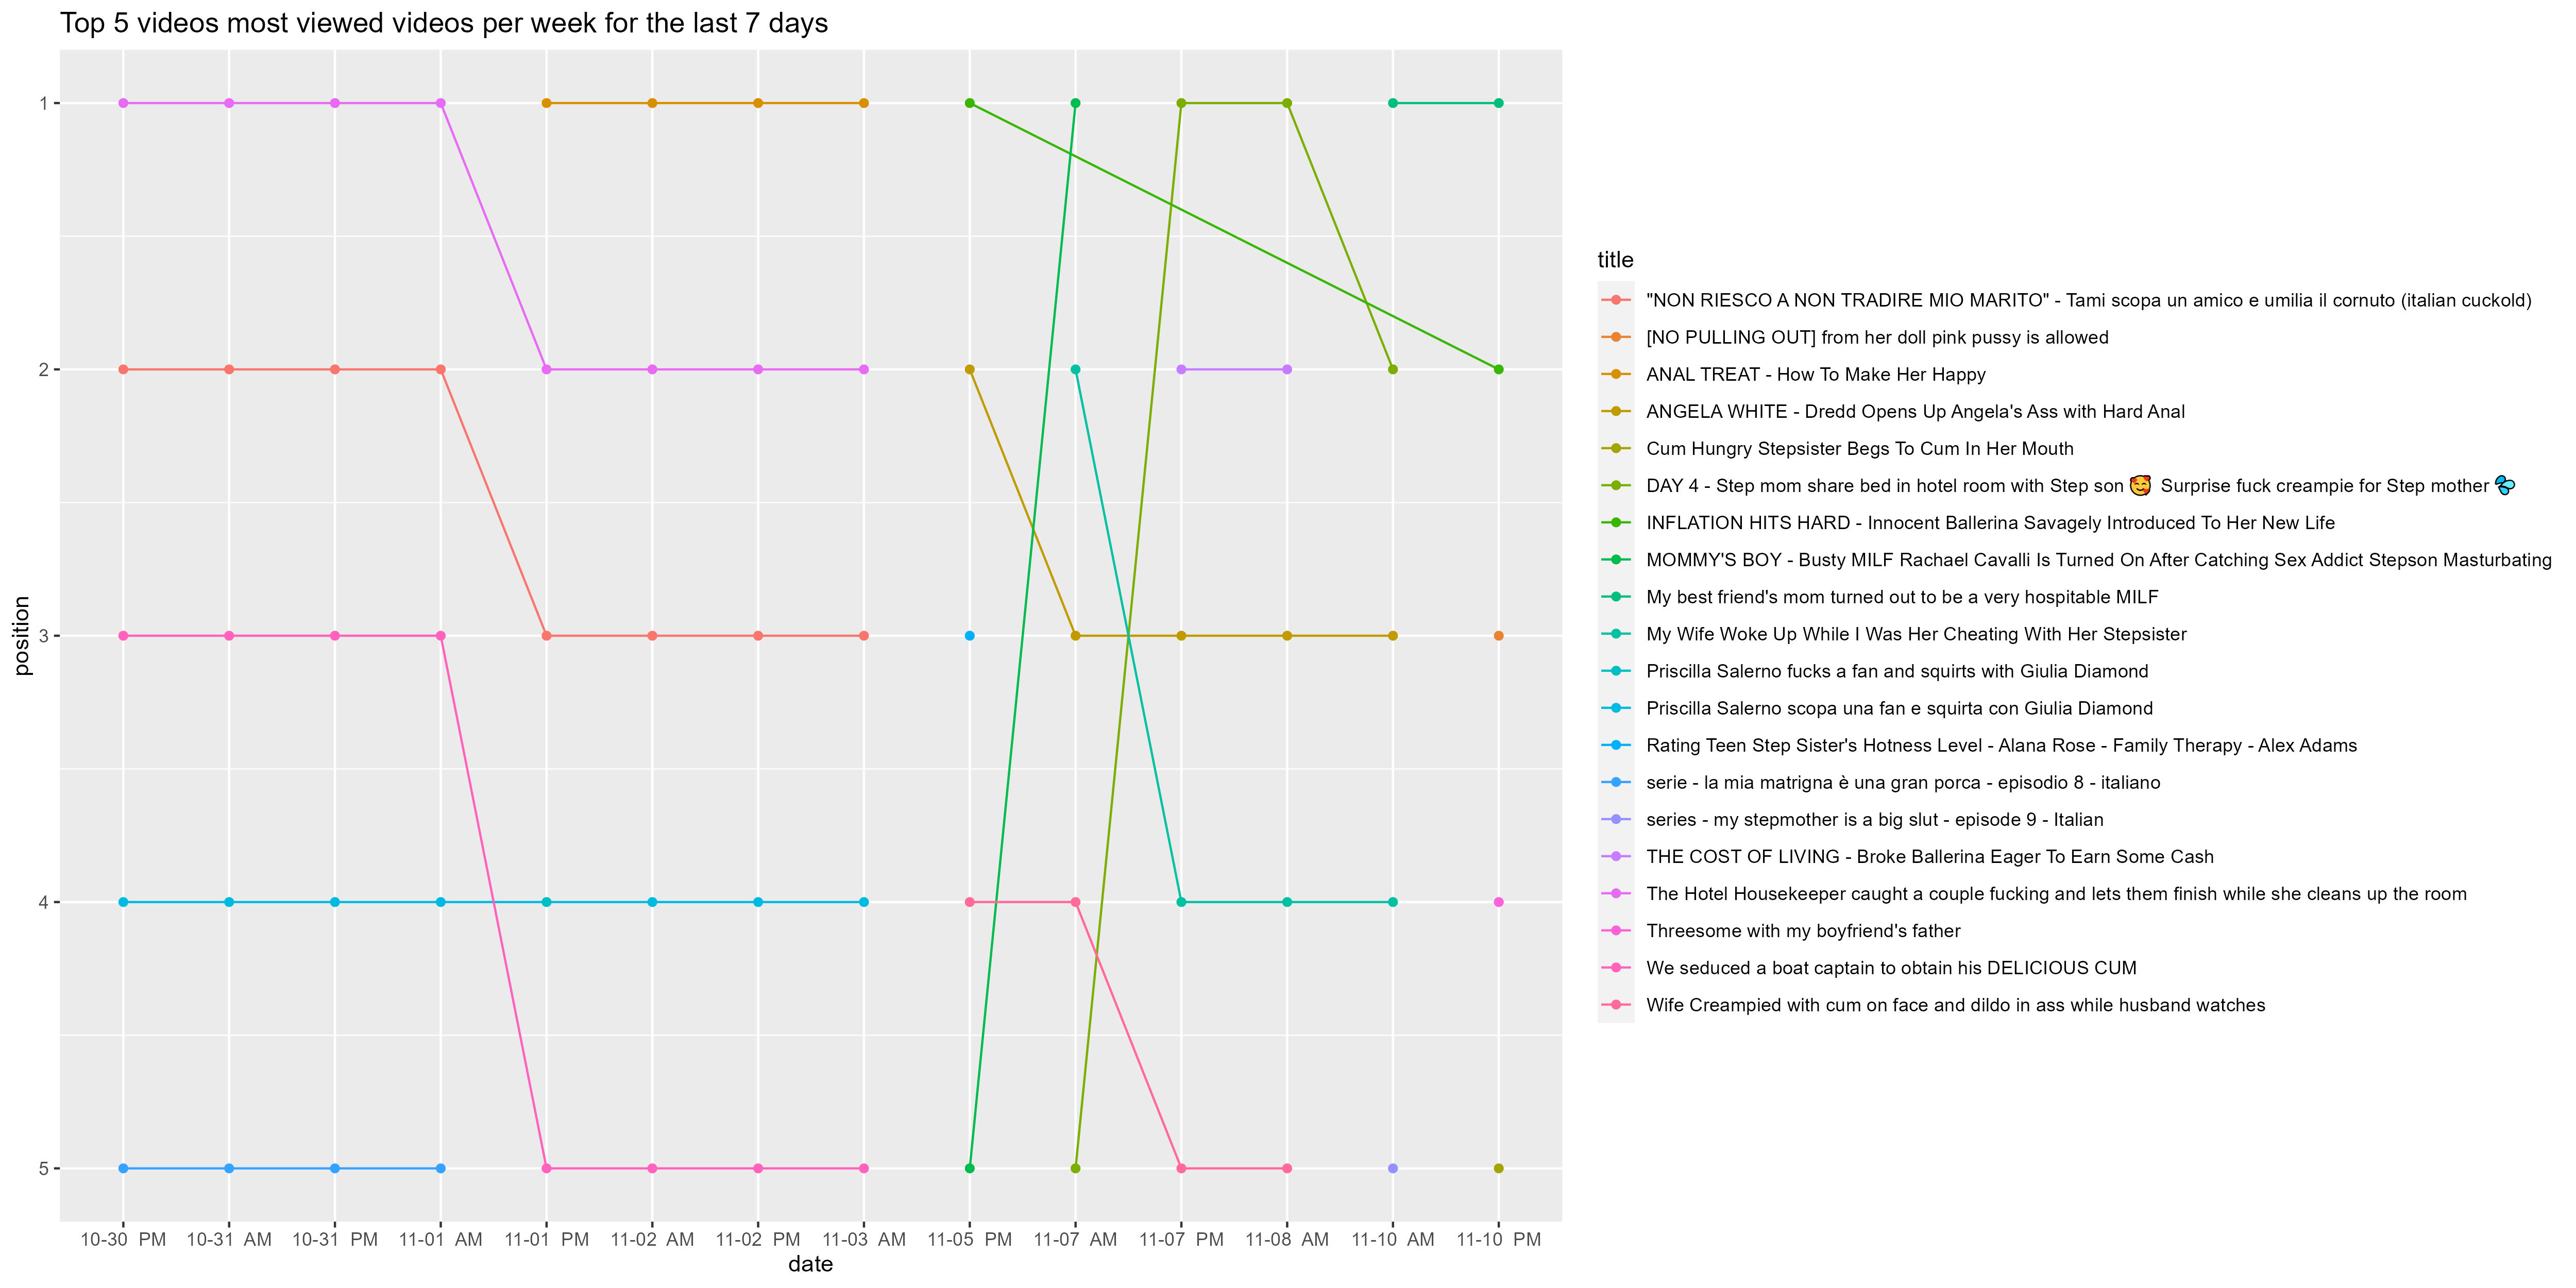 Top 5 videos most viewed videos per week for the last 7 days
position
1
2
3
4
5
10-30 PM 10-31 AM 10-31 PM 11-01 AM 11-01 PM 11-02 AM 11-02 PM 11-03 AM 11-05 PM 11-07 AM 11-07 PM 11-08 AM 11-10 AM 11-10 PM
date
title
"NON RIESCO A NON TRADIRE MIO MARITO" - Tami scopa un amico e umilia il cornuto (italian cuckold)
[NO PULLING OUT] from her doll pink pussy is allowed
ANAL TREAT - How To Make Her Happy
ANGELA WHITE - Dredd Opens Up Angela's Ass with Hard Anal
Cum Hungry Stepsister Begs To Cum In Her Mouth
DAY 4 - Step mom share bed in hotel room with Step son 🥰 Surprise fuck creampie for Step mother 💦
INFLATION HITS HARD - Innocent Ballerina Savagely Introduced To Her New Life
MOMMY'S BOY - Busty MILF Rachael Cavalli Is Turned On After Catching Sex Addict Stepson Masturbating
My best friend's mom turned out to be a very hospitable MILF
My Wife Woke Up While I Was Her Cheating With Her Stepsister
Priscilla Salerno fucks a fan and squirts with Giulia Diamond
Priscilla Salerno scopa una fan e squirta con Giulia Diamond
Rating Teen Step Sister's Hotness Level - Alana Rose - Family Therapy - Alex Adams
serie - la mia matrigna è una gran porca - episodio 8 - italiano
series - my stepmother is a big slut - episode 9 - Italian
THE COST OF LIVING - Broke Ballerina Eager To Earn Some Cash
The Hotel Housekeeper caught a couple fucking and lets them finish while she cleans up the room
Threesome with my boyfriend's father
We seduced a boat captain to obtain his DELICIOUS CUM
Wife Creampied with cum on face and dildo in ass while husband watches